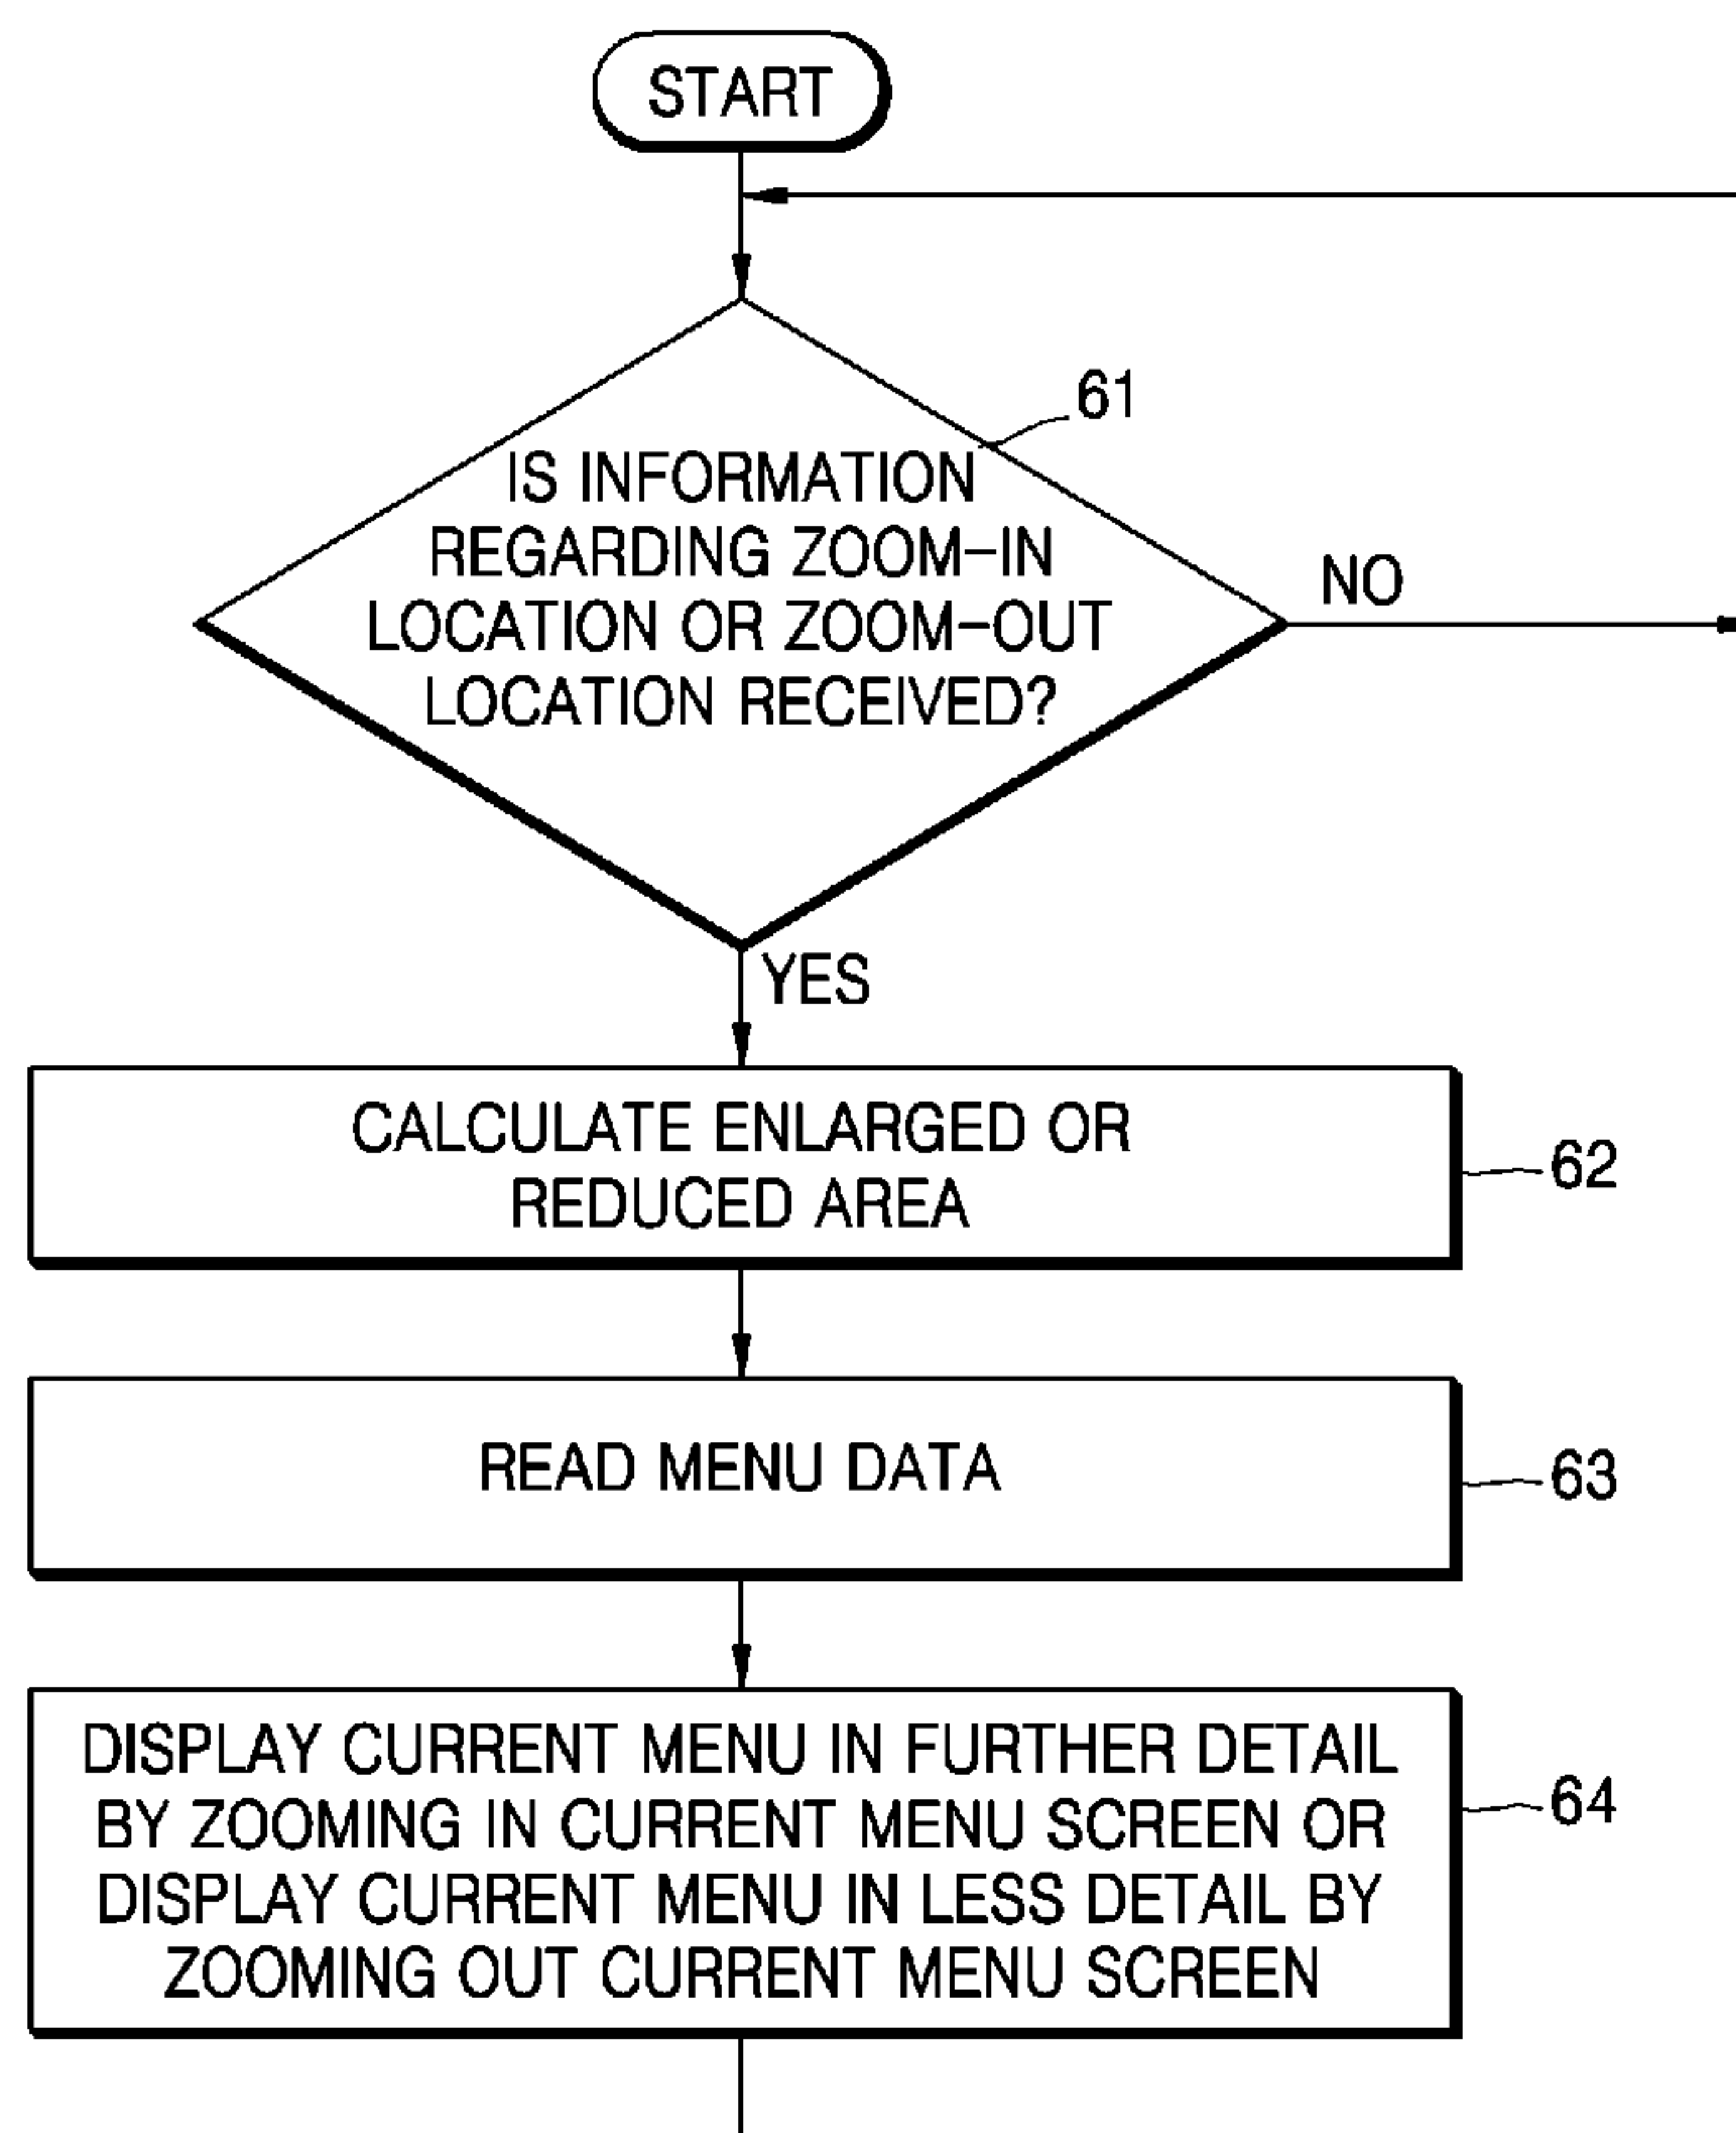 START
61
IS INFORMATION
REGARDING ZOOM-IN
LOCATION OR ZOOM-OUT
LOCATION RECEIVED?
NO
YES
CALCULATE ENLARGED OR
REDUCED AREA
62
READ MENU DATA
63
DISPLAY CURRENT MENU IN FURTHER DETAIL
BY ZOOMING IN CURRENT MENU SCREEN OR
DISPLAY CURRENT MENU IN LESS DETAIL BY
ZOOMING OUT CURRENT MENU SCREEN
64